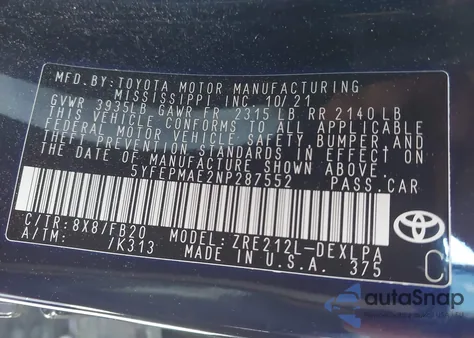 MFD. BY: TOYOTA MOTOR MANUFACTURING
MISSISSIPPI INC. 10/21
GVWR 3935LB GAWR FR 2315 LB RR 2140 LB
THIS VEHICLE CONFORMS TO ALL APPLICABLE
FEDERAL MOTOR VEHICLE SAFETY, BUMPER, AND
THEFT PREVENTION STANDARDS IN EFFECT ON
THE DATE OF MANUFACTURE SHOWN ABOVE.
5YFEPMAE2NP287552 PASS. CAR
C/TR: 8X8/FB20 MODEL: ZRE212L-DEXLPA
A/TM: /K313 MADE IN U.S.A. 375
C
autoSnap